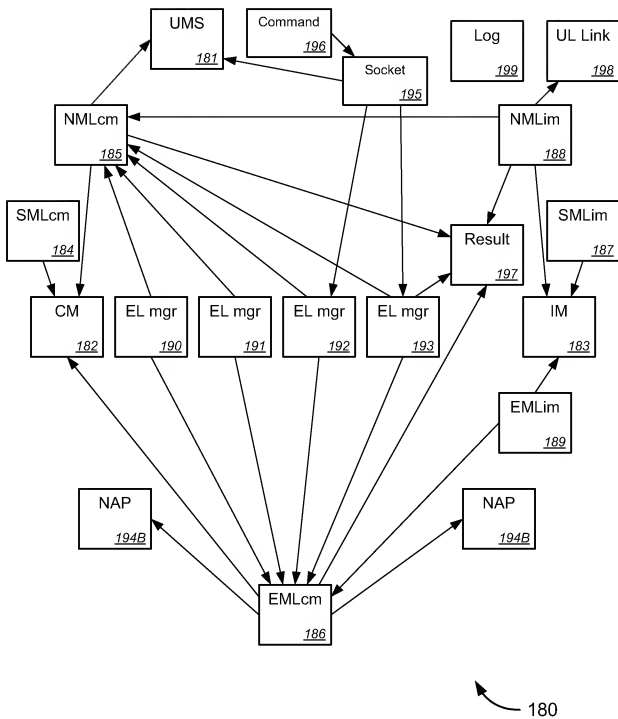 UMS
181
Command
196
Log
199
UL Link
198
Socket
195
NMLcm
185
NMLim
188
SMLcm
184
Result
197
SMLim
187
CM
182
EL mgr
190
EL mgr
191
EL mgr
192
EL mgr
193
IM
183
EMLim
189
NAP
194B
NAP
194B
EMLcm
186
180